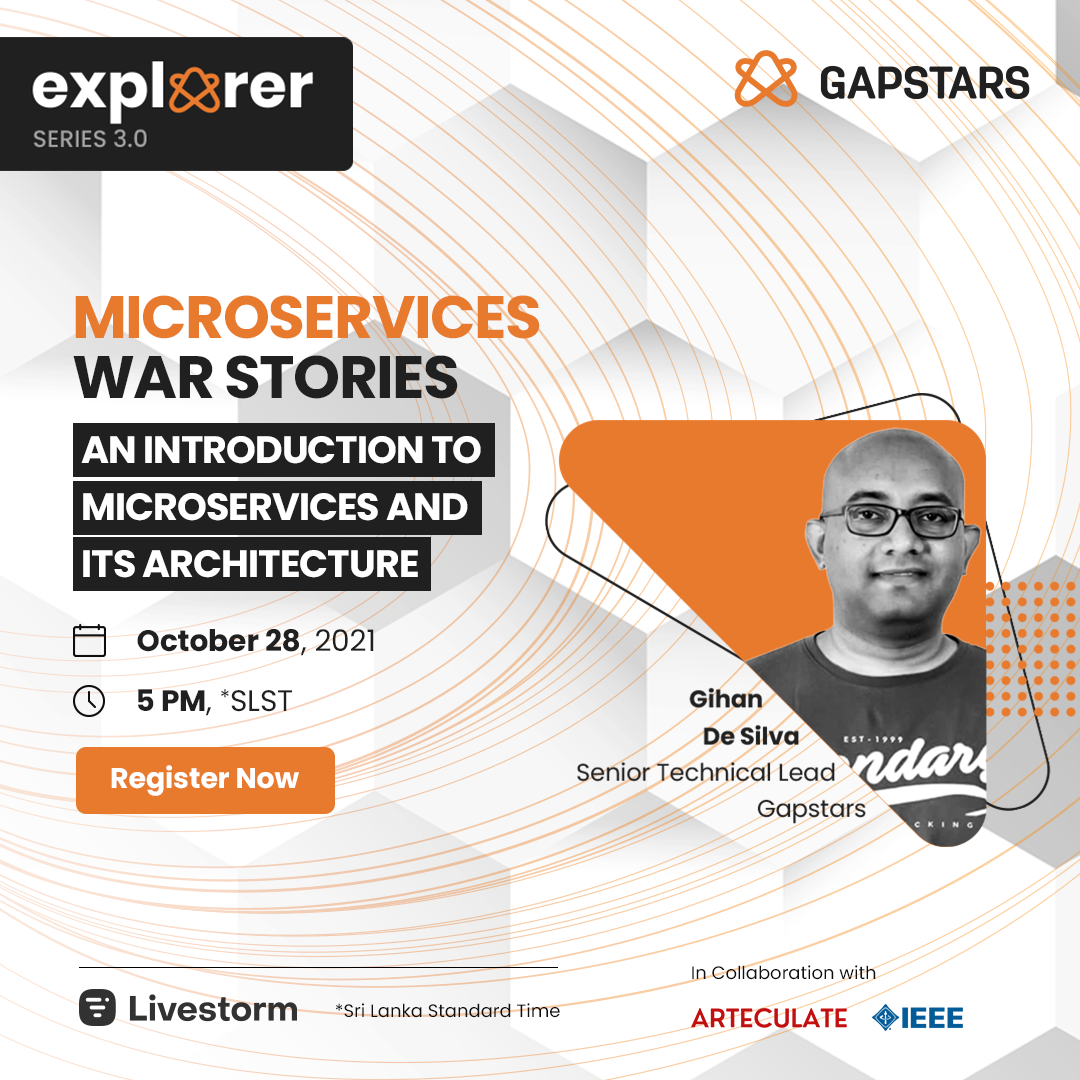 explorer
SERIES 3.0
GAPSTARS
MICROSERVICES
WAR STORIES
AN INTRODUCTION TO
MICROSERVICES AND
ITS ARCHITECTURE
October 28, 2021
5 PM, *SLST
Register Now
Gihan
De Silva
Senior Technical Lead
Gapstars
EST-1999
Livestorm
*Sri Lanka Standard Time
In Collaboration with
ARTECULATE
IEEE